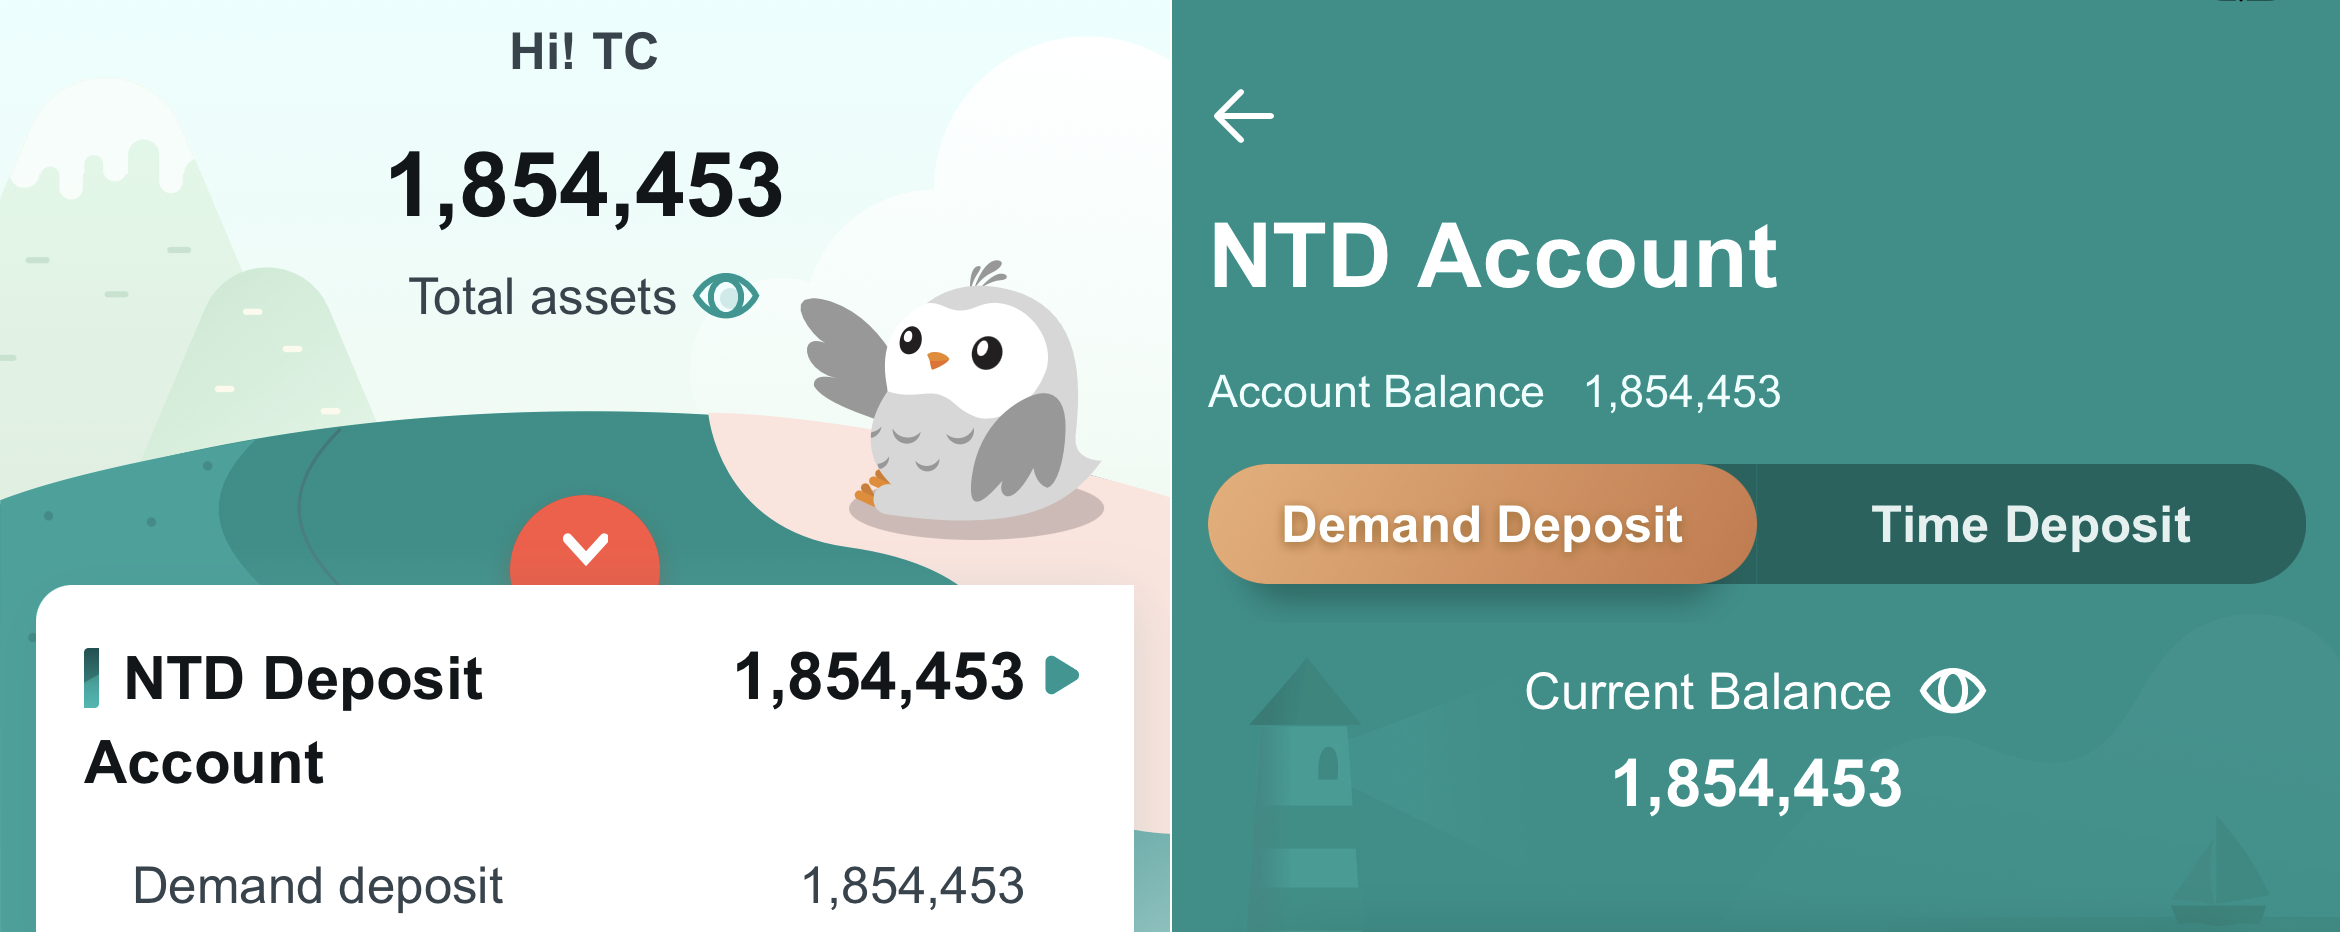 Hi! TC
1,854,453
Total assets
NTD Deposit 1,854,453
Account
Demand deposit 1,854,453
NTD Account
Account Balance 1,854,453
Demand Deposit Time Deposit
Current Balance
1,854,453